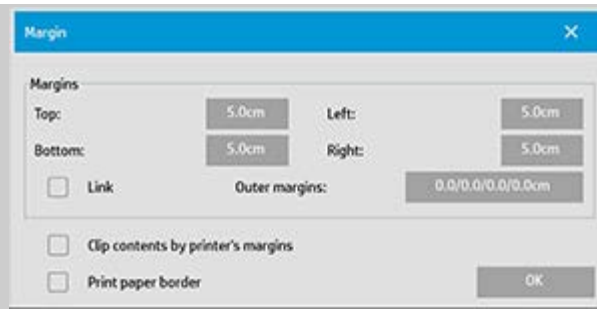 Margin
Margins
Top: 5.0cm Left: 5.0cm
Bottom: 5.0cm Right: 5.0cm
Link Outer margins: 0.0/0.0/0.0/0.0cm
Clip contents by printer's margins
Print paper border OK